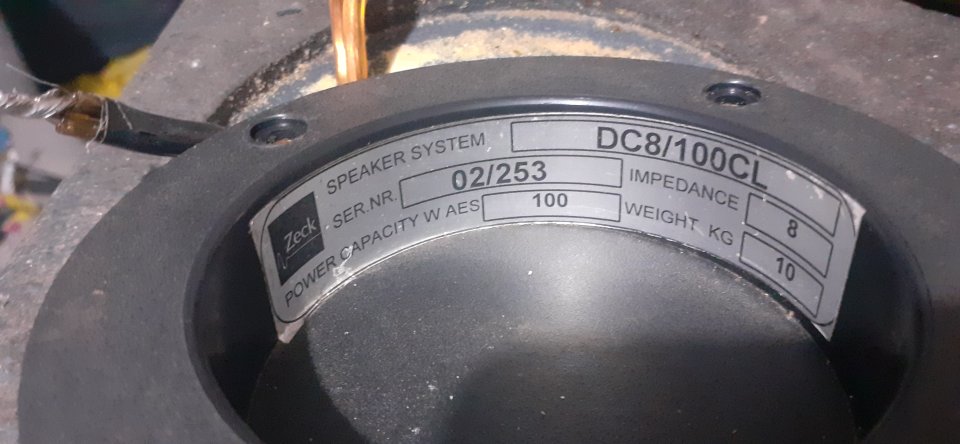 Zeck
SPEAKER SYSTEM DC8/100CL
SER.NR. 02/253 IMPEDANCE 8
POWER CAPACITY W AES 100 WEIGHT KG 10